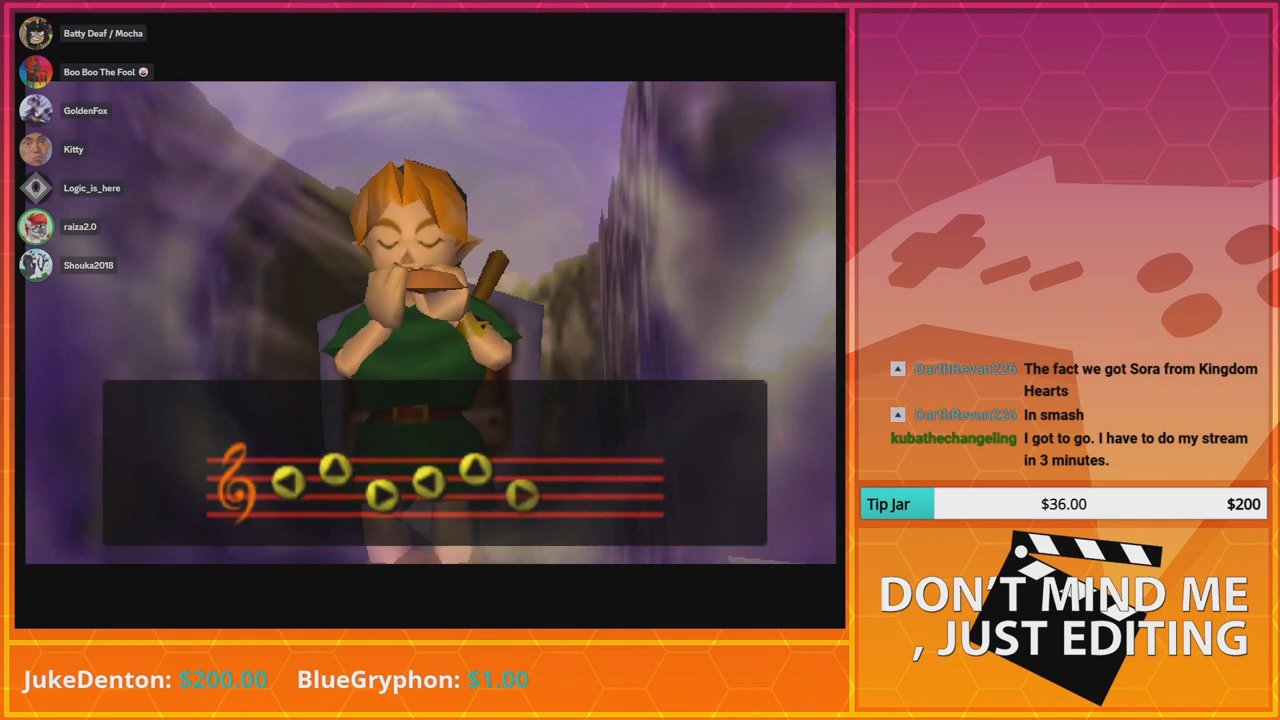 Batty Deaf / Mocha
Boo Boo The Fool
GoldenFox
Kitty
Logic_is_here
raiza2.0
Shouka2018
DarthRevan226 The fact we got Sora from Kingdom
Hearts
DarthRevan226 In smash
kubathechangeling I got to go. I have to do my stream
in 3 minutes.
Tip Jar $36.00 $200
DON'T MIND ME
, JUST EDITING
JukeDenton: $200.00 BlueGryphon: $1.00